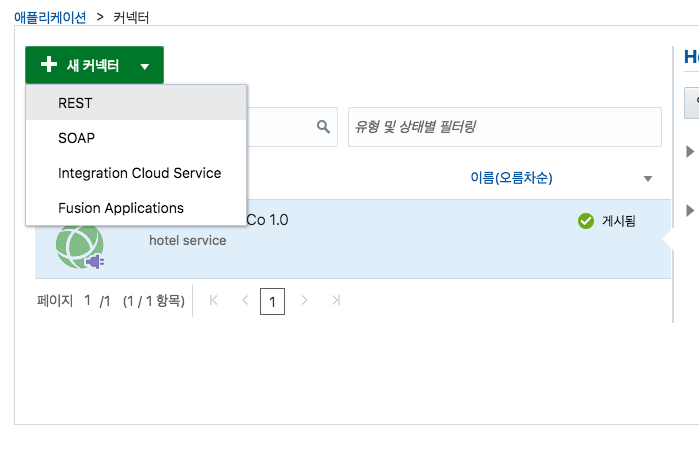 애플리케이션 > 커넥터
새 커넥터
REST
SOAP
Integration Cloud Service
Fusion Applications
유형 및 상태별 필터링
이름(오름차순)
Co 1.0
hotel service
게시됨
페이지 1 /1 (1 / 1 항목)
1